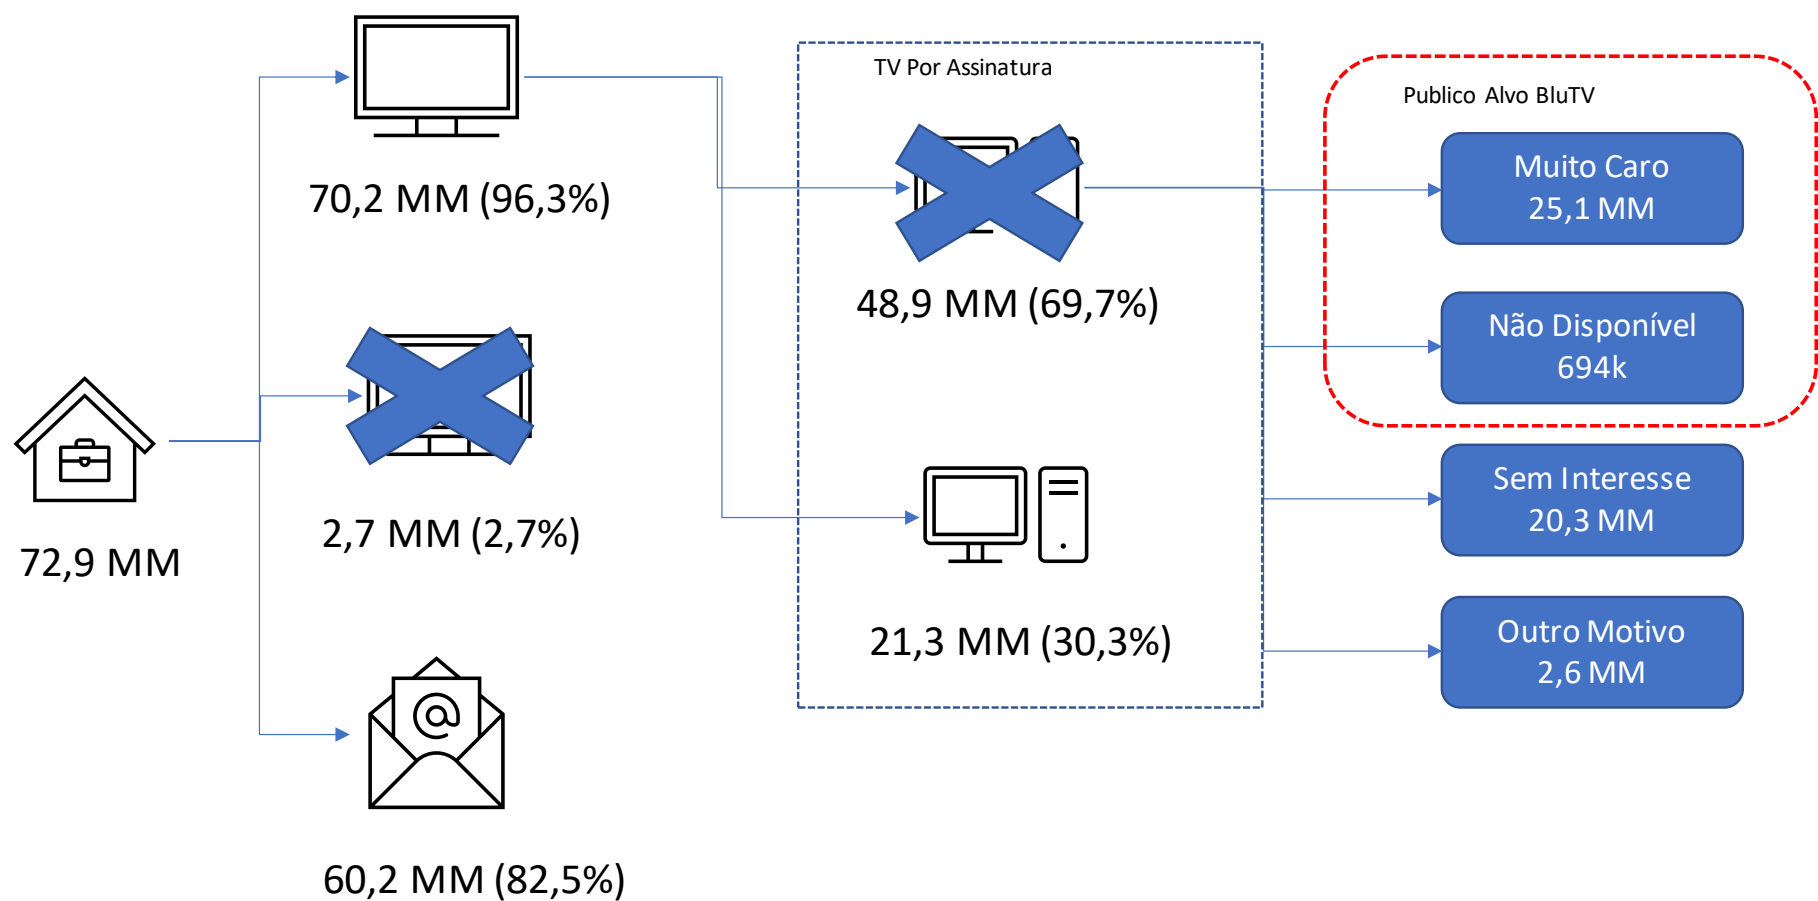 72,9 MM
70,2 MM (96,3%)
2,7 MM (2,7%)
@
60,2 MM (82,5%)
TV Por Assinatura
48,9 MM (69,7%)
21,3 MM (30,3%)
Publico Alvo BluTV
Muito Caro
25,1 MM
Não Disponível
694k
Sem Interesse
20,3 MM
Outro Motivo
2,6 MM